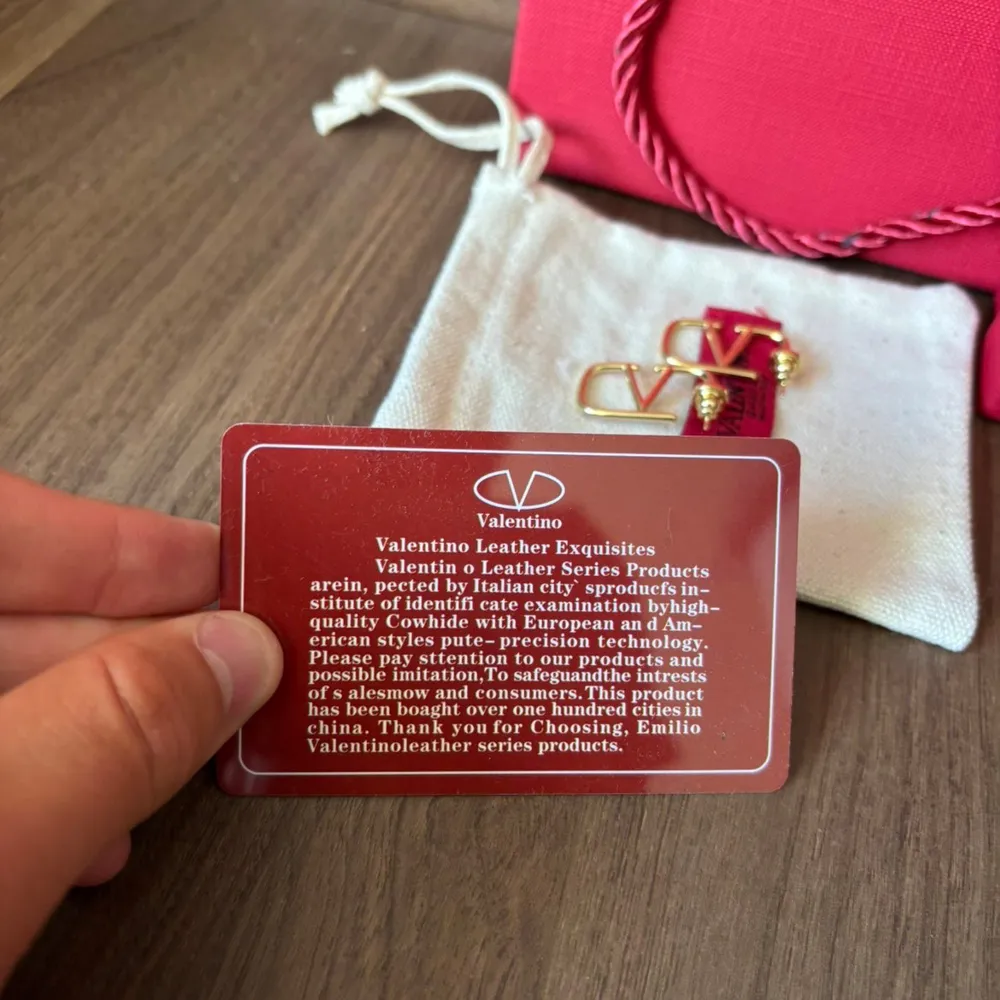 VALENTINO
Valentino
Valentino Leather Exquisites
Valentin o Leather Series Products
arein, pected by Italian city` sproducfs in-
stitute of identifi cate examination byhigh-
quality Cowhide with European an d Am-
erican styles pute- precision technology.
Please pay sttention to our products and
possible imitation,To safeguandthe intrests
of s alesmow and consumers.This product
has been boaght over one hundred cities in
china. Thank you for Choosing, Emilio
Valentinoleather series products.